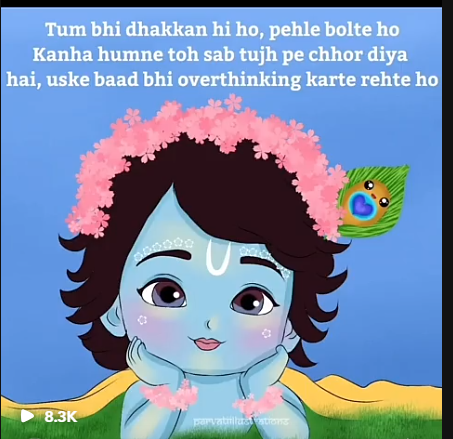 Tum bhi dhakkan hi ho, pehle bolte ho
Kanha humne toh sab tujh pe chhor diya
hai, uske baad bhi overthinking karte rehte ho
8.3K